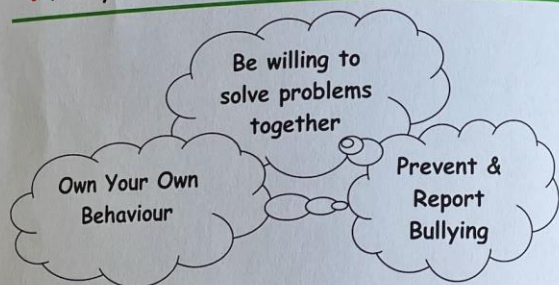 Be willing to
solve problems
together
Own Your Own
Behaviour
Prevent &
Report
Bullying